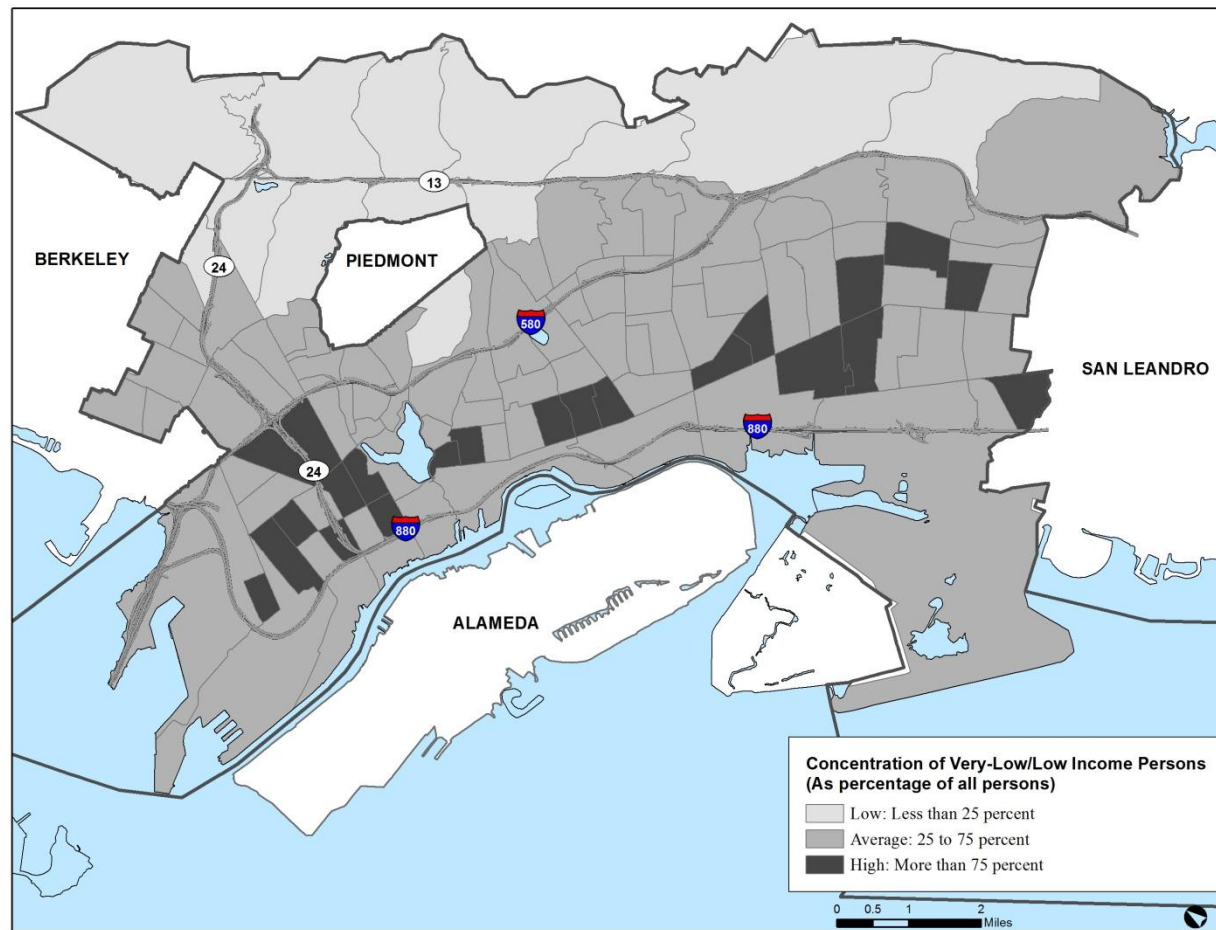 13
BERKELEY
PIEDMONT
24
580
SAN LEANDRO
880
24
880
ALAMEDA
Concentration of Very-Low/Low Income Persons
(As percentage of all persons)
Low: Less than 25 percent
Average: 25 to 75 percent
High: More than 75 percent
0 0.5 1 2
Miles